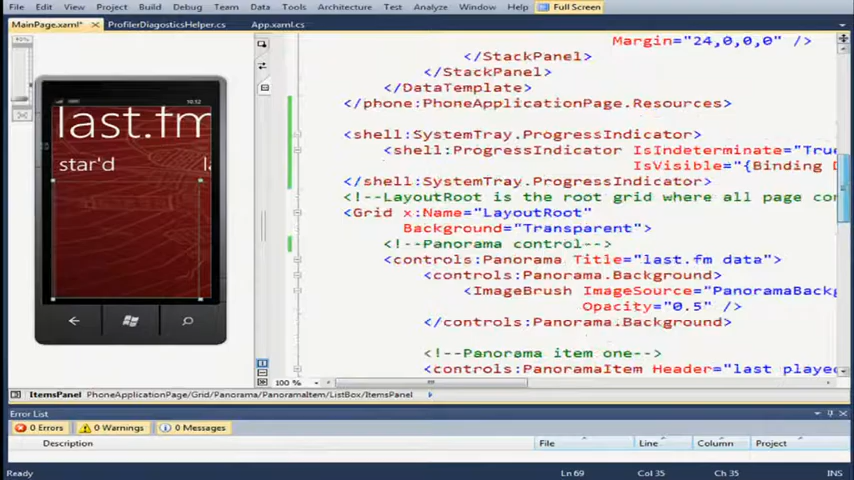 File Edit View Project Build Debug Team Data Tools Architecture Test Analyze Window Help Full Screen
MainPage.xaml* ProfilerDiagnosticsHelper.cs App.xaml.cs
Margin="24,0,0,0" />
</StackPanel>
</StackPanel>
</DataTemplate>
</phone:PhoneApplicationPage.Resources>
<shell:SystemTray.ProgressIndicator>
<shell:ProgressIndicator IsIndeterminate="True
IsVisible="{Binding D
</shell:SystemTray.ProgressIndicator>
<!--LayoutRoot is the root grid where all page con
<Grid x:Name="LayoutRoot"
Background="Transparent">
<!--Panorama control-->
<controls:Panorama Title="last.fm data">
<controls:Panorama.Background>
<ImageBrush ImageSource="PanoramaBackg
Opacity="0.5" />
</controls:Panorama.Background>
<!--Panorama item one-->
<controls:PanoramaItem Header="last played
10:12
last.fm
star'd
100 %
ItemsPanel PhoneApplicationPage/Grid/Panorama/PanoramaItem/ListBox/ItemsPanel
Error List
0 Errors 0 Warnings 0 Messages
Description File Line Column Project
Ready Ln 69 Col 35 Ch 35 INS